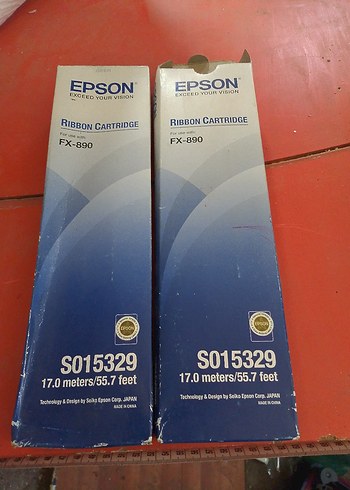 EPSON
EXCEED YOUR VISION
RIBBON CARTRIDGE
For use with:
FX-890
EPSON
S015329
17.0 meters/55.7 feet
Technology & Design by Seiko Epson Corp. JAPAN
MADE IN CHINA
EPSON
EXCEED YOUR VISION
RIBBON CARTRIDGE
For use with:
FX-890
EPSON
S015329
17.0 meters/55.7 feet
Technology & Design by Seiko Epson Corp. JAPAN
MADE IN CHINA